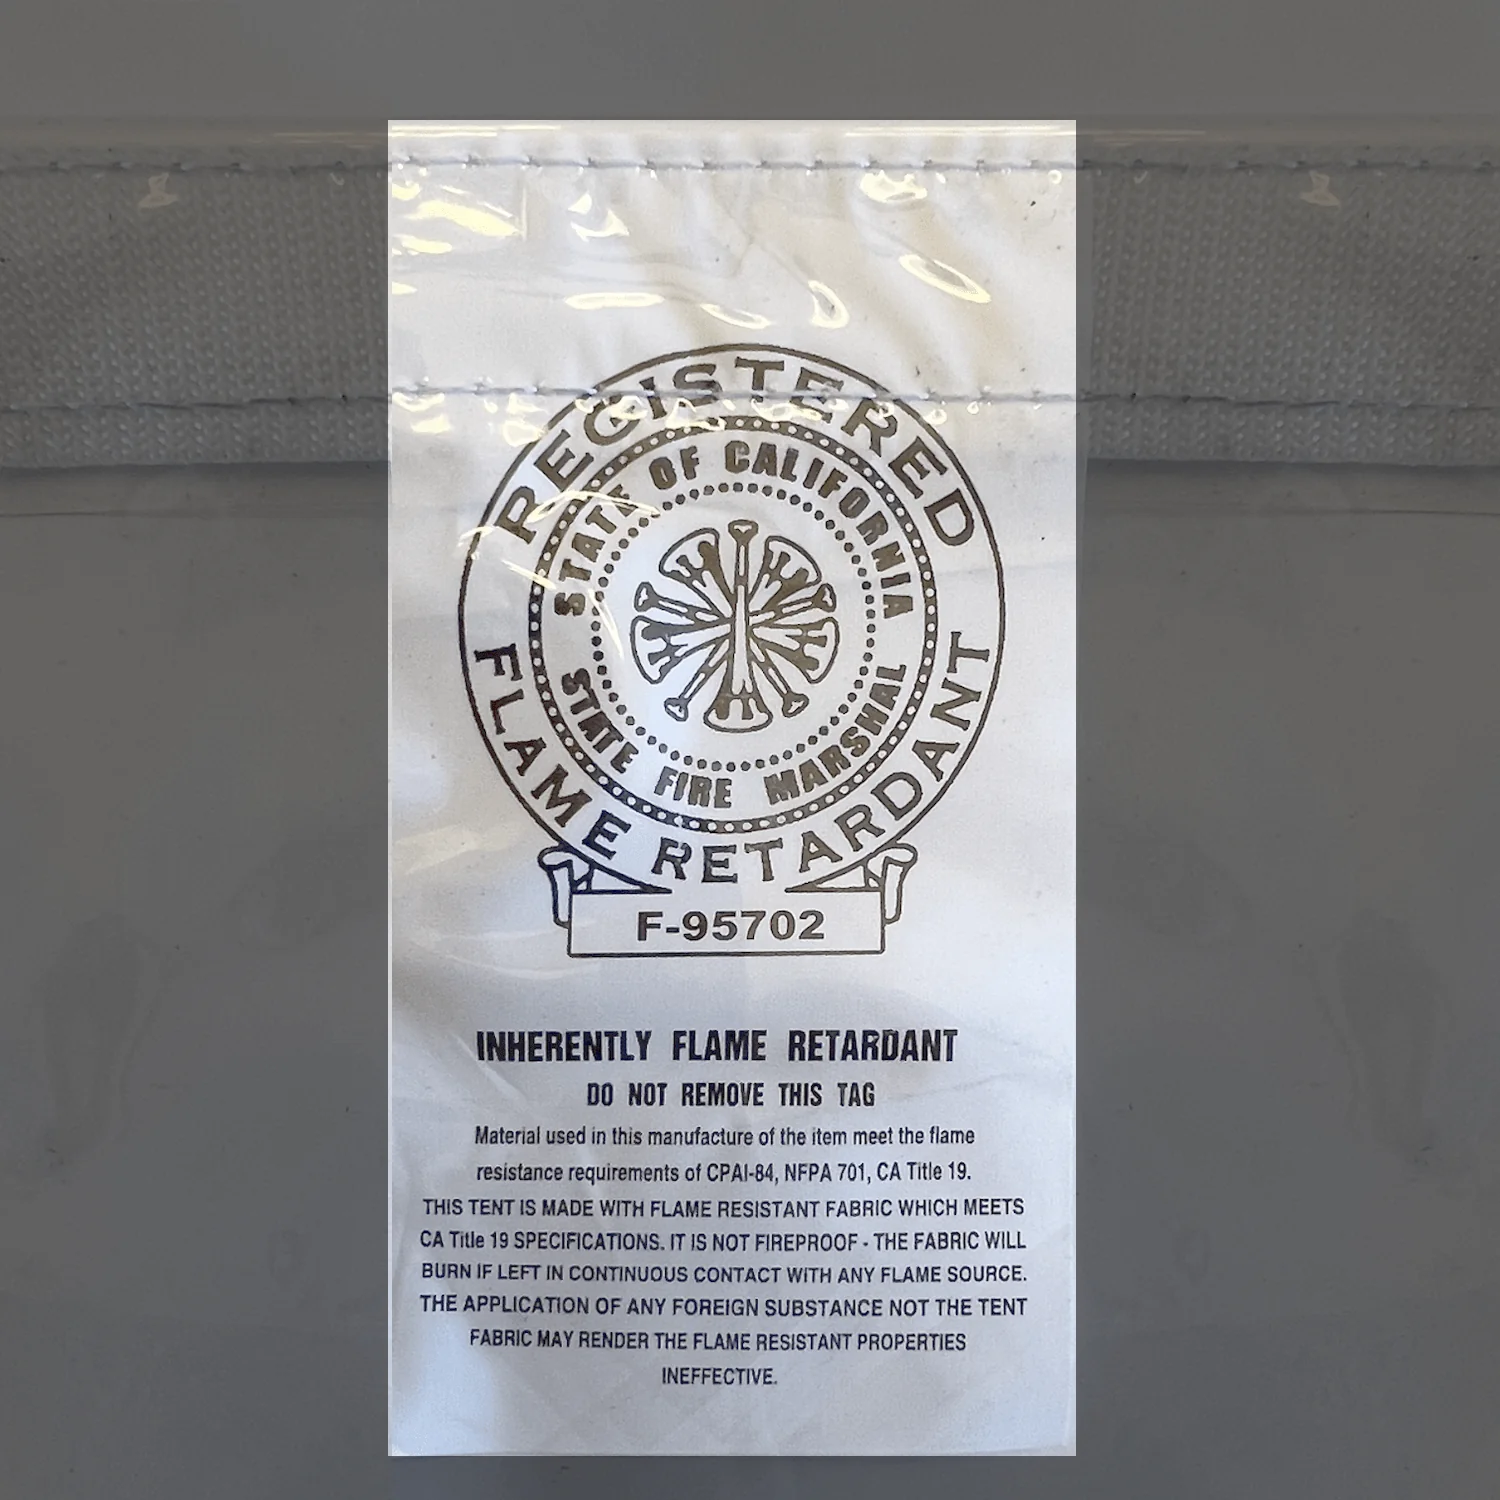 REGISTERED
STATE OF CALIFORNIA
STATE FIRE MARSHAL
FLAME RETARDANT
F-95702
INHERENTLY FLAME RETARDANT
DO NOT REMOVE THIS TAG
Material used in this manufacture of the item meet the flame
resistance requirements of CPAI-84, NFPA 701, CA Title 19.
THIS TENT IS MADE WITH FLAME RESISTANT FABRIC WHICH MEETS
CA Title 19 SPECIFICATIONS. IT IS NOT FIREPROOF - THE FABRIC WILL
BURN IF LEFT IN CONTINUOUS CONTACT WITH ANY FLAME SOURCE.
THE APPLICATION OF ANY FOREIGN SUBSTANCE NOT THE TENT
FABRIC MAY RENDER THE FLAME RESISTANT PROPERTIES
INEFFECTIVE.